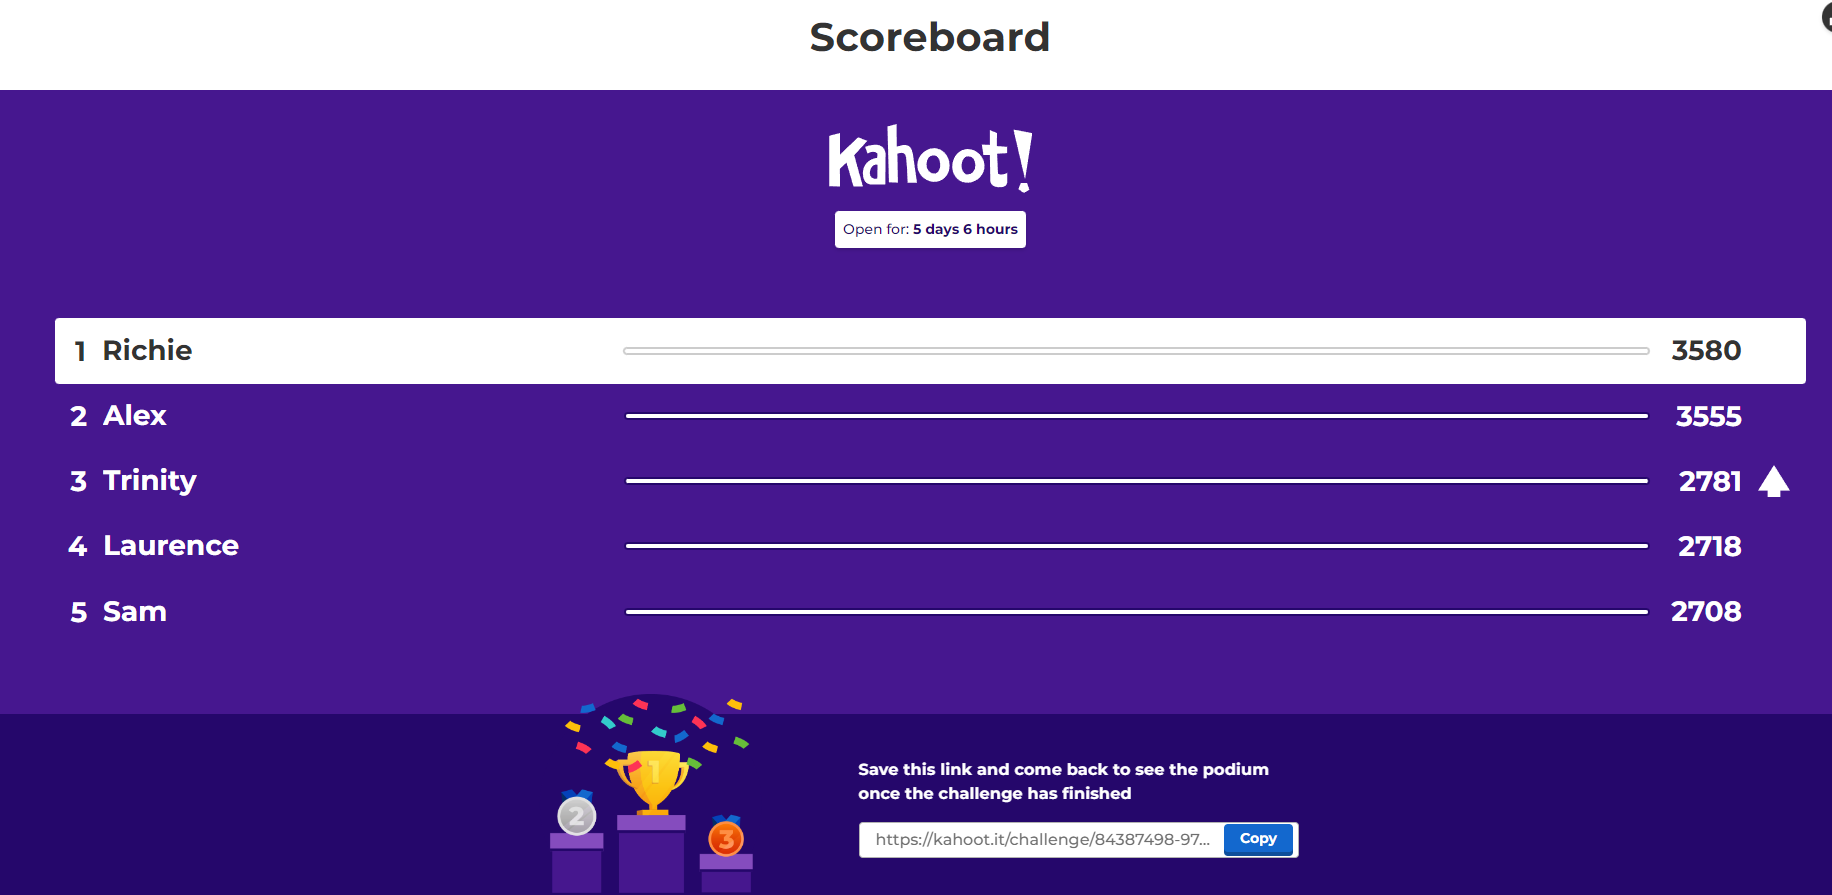 Scoreboard
Kahoot!
Open for: 5 days 6 hours
1 Richie 3580
2 Alex 3555
3 Trinity 2781
4 Laurence 2718
5 Sam 2708
1
2
3
Save this link and come back to see the podium
once the challenge has finished
https://kahoot.it/challenge/84387498-97... Copy